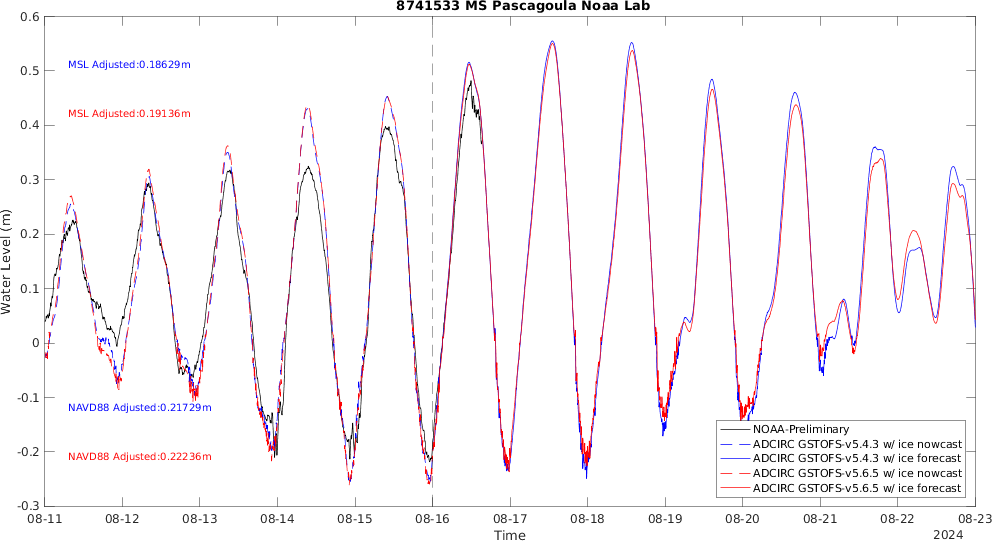 8741533 MS Pascagoula Noaa Lab
0.6
0.5
0.4
0.3
0.2
0.1
0
-0.1
-0.2
-0.3
Water Level (m)
MSL Adjusted:0.18629m
MSL Adjusted:0.19136m
NAVD88 Adjusted:0.21729m
NAVD88 Adjusted:0.22236m
NOAA-Preliminary
ADCIRC GSTOFS-v5.4.3 w/ ice nowcast
ADCIRC GSTOFS-v5.4.3 w/ ice forecast
ADCIRC GSTOFS-v5.6.5 w/ ice nowcast
ADCIRC GSTOFS-v5.6.5 w/ ice forecast
08-11 08-12 08-13 08-14 08-15 08-16 08-17 08-18 08-19 08-20 08-21 08-22 08-23
Time
2024